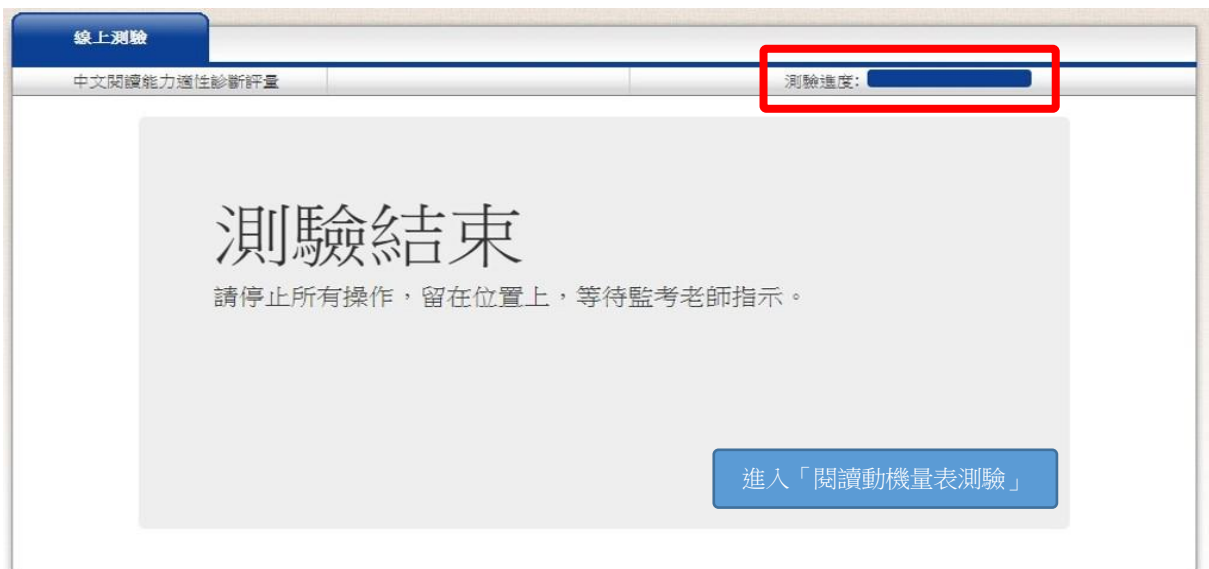 線上測驗
中文閱讀能力適性診斷評量
測驗進度:
測驗結束
請停止所有操作,留在位置上,等待監考老師指示。
進入「閱讀動機量表測驗」